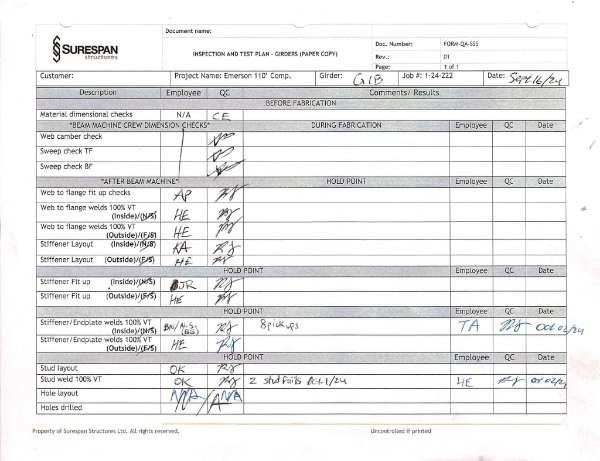 Document name:
SURESPAN
structures
INSPECTION AND TEST PLAN - GIRDERS (PAPER COPY)
Doc. Number: FORM-QA-535
Rev.: 01
Page: 1 of 1
Customer: Project Name: Emerson 110' Comp. Girder: G1B Job #: 1-24-222 Date: Sept 16/24
Description Employee QC Comments/ Results
BEFORE FABRICATION
Material dimensional checks N/A CE
*BEAM MACHINE CREW DIMENSION CHECKS* DURING FABRICATION Employee QC Date
Web camber check
Sweep check TF
Sweep check BF
*AFTER BEAM MACHINE* HOLD POINT Employee QC Date
Web to flange fit up checks AP
Web to flange welds 100% VT
(Inside)/(N/S) HE
Web to flange welds 100% VT
(Outside)/(F/S) HE
Stiffener Layout (Inside)/(N/S) KA
Stiffener Layout (Outside)/(F/S) HE
HOLD POINT Employee QC Date
Stiffener Fit up (Inside)/(N/S) JR
Stiffener Fit up (Outside)/(F/S) HE
HOLD POINT Employee QC Date
Stiffener/Endplate welds 100% VT
(Inside)/(N/S) 8 pickups TA Oct 02/24
Stiffener/Endplate welds 100% VT
(Outside)/(F/S) HE
HOLD POINT Employee QC Date
Stud layout OK
Stud weld 100% VT OK 2 stud fails Oct.1/24 HE Oct 02/24
Hole layout N/A N/A
Holes drilled
Property of Surespan Structures Ltd. All rights reserved. Uncontrolled if printed